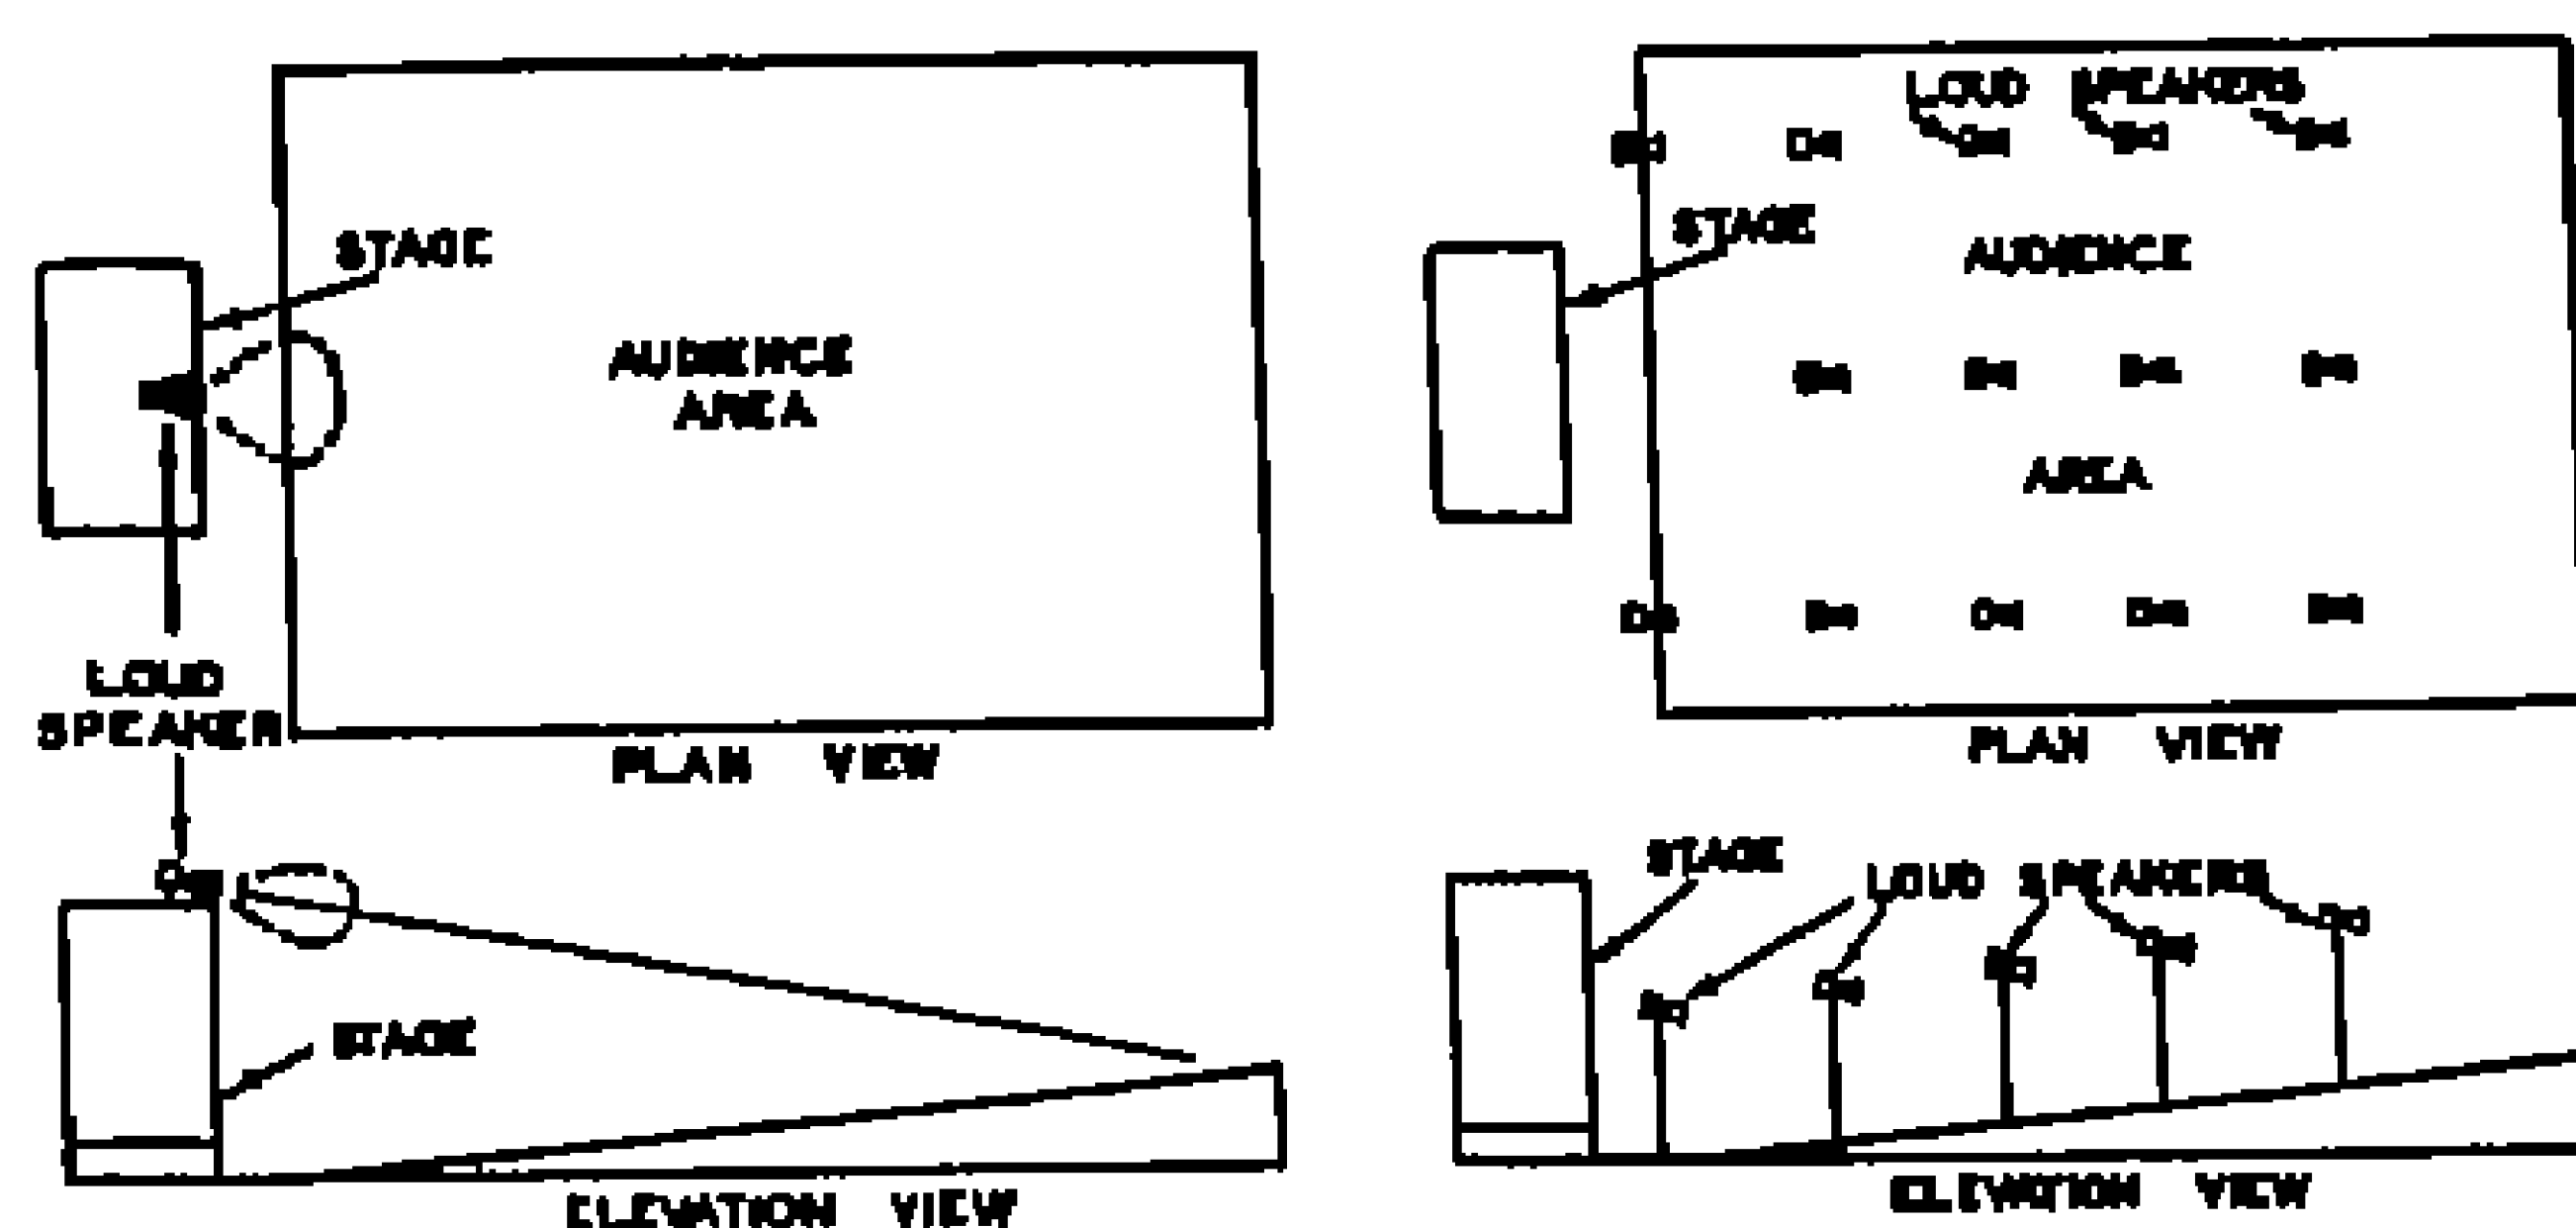 STAGE
AUDIENCE
AREA
LOUD
SPEAKER
PLAN VIEW
STAGE
ELEVATION VIEW
LOUD SPEAKERS
STAGE
AUDIENCE
AREA
PLAN VIEW
STAGE
LOUD SPEAKERS
ELEVATION VIEW